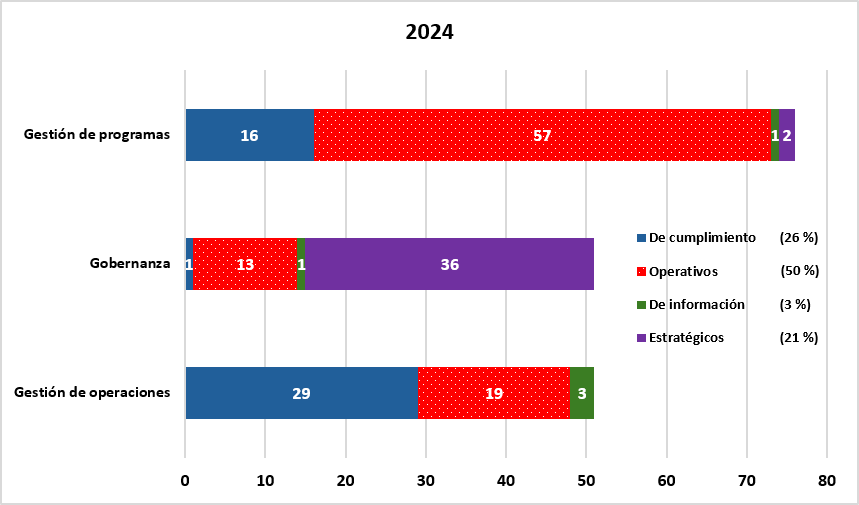 2024
Gestión de programas
16 57 1 2
Gobernanza
1 13 1 36
Gestión de operaciones
29 19 3
De cumplimiento (26 %)
Operativos (50 %)
De información (3 %)
Estratégicos (21 %)
0 10 20 30 40 50 60 70 80